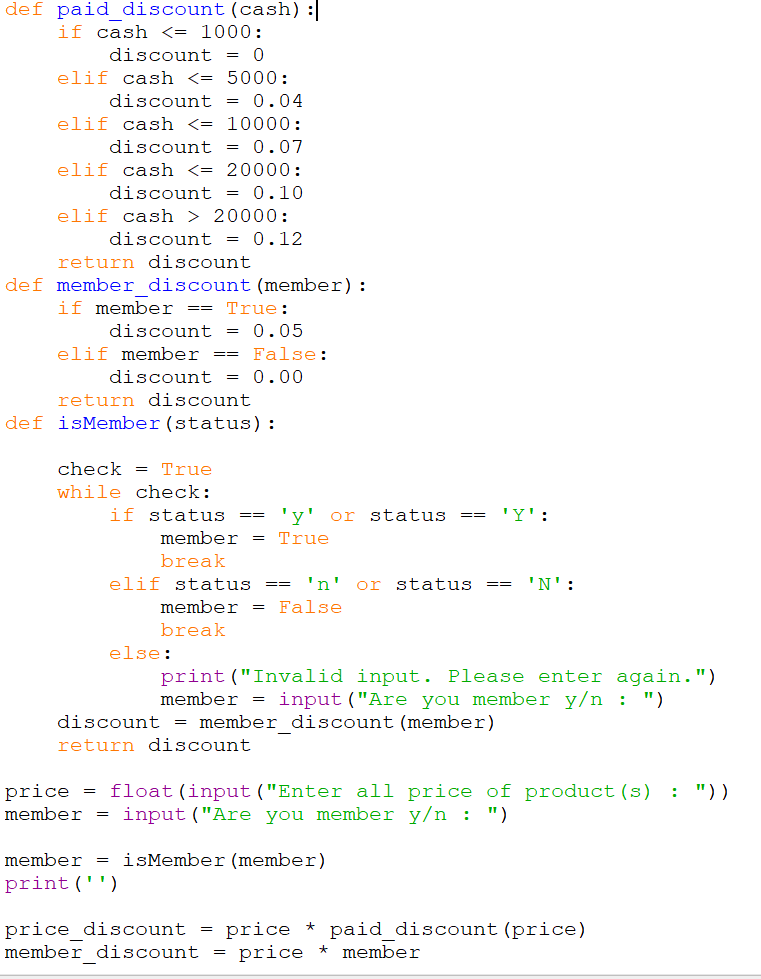 def paid_discount(cash):
    if cash <= 1000:
        discount = 0
    elif cash <= 5000:
        discount = 0.04
    elif cash <= 10000:
        discount = 0.07
    elif cash <= 20000:
        discount = 0.10
    elif cash > 20000:
        discount = 0.12
    return discount
def member_discount(member):
    if member == True:
        discount = 0.05
    elif member == False:
        discount = 0.00
    return discount
def isMember(status):

    check = True
    while check:
        if status == 'y' or status == 'Y':
            member = True
            break
        elif status == 'n' or status == 'N':
            member = False
            break
        else:
            print("Invalid input. Please enter again.")
            member = input("Are you member y/n : ")
    discount = member_discount(member)
    return discount

price = float(input("Enter all price of product(s) : "))
member = input("Are you member y/n : ")

member = isMember(member)
print('')

price_discount = price * paid_discount(price)
member_discount = price * member